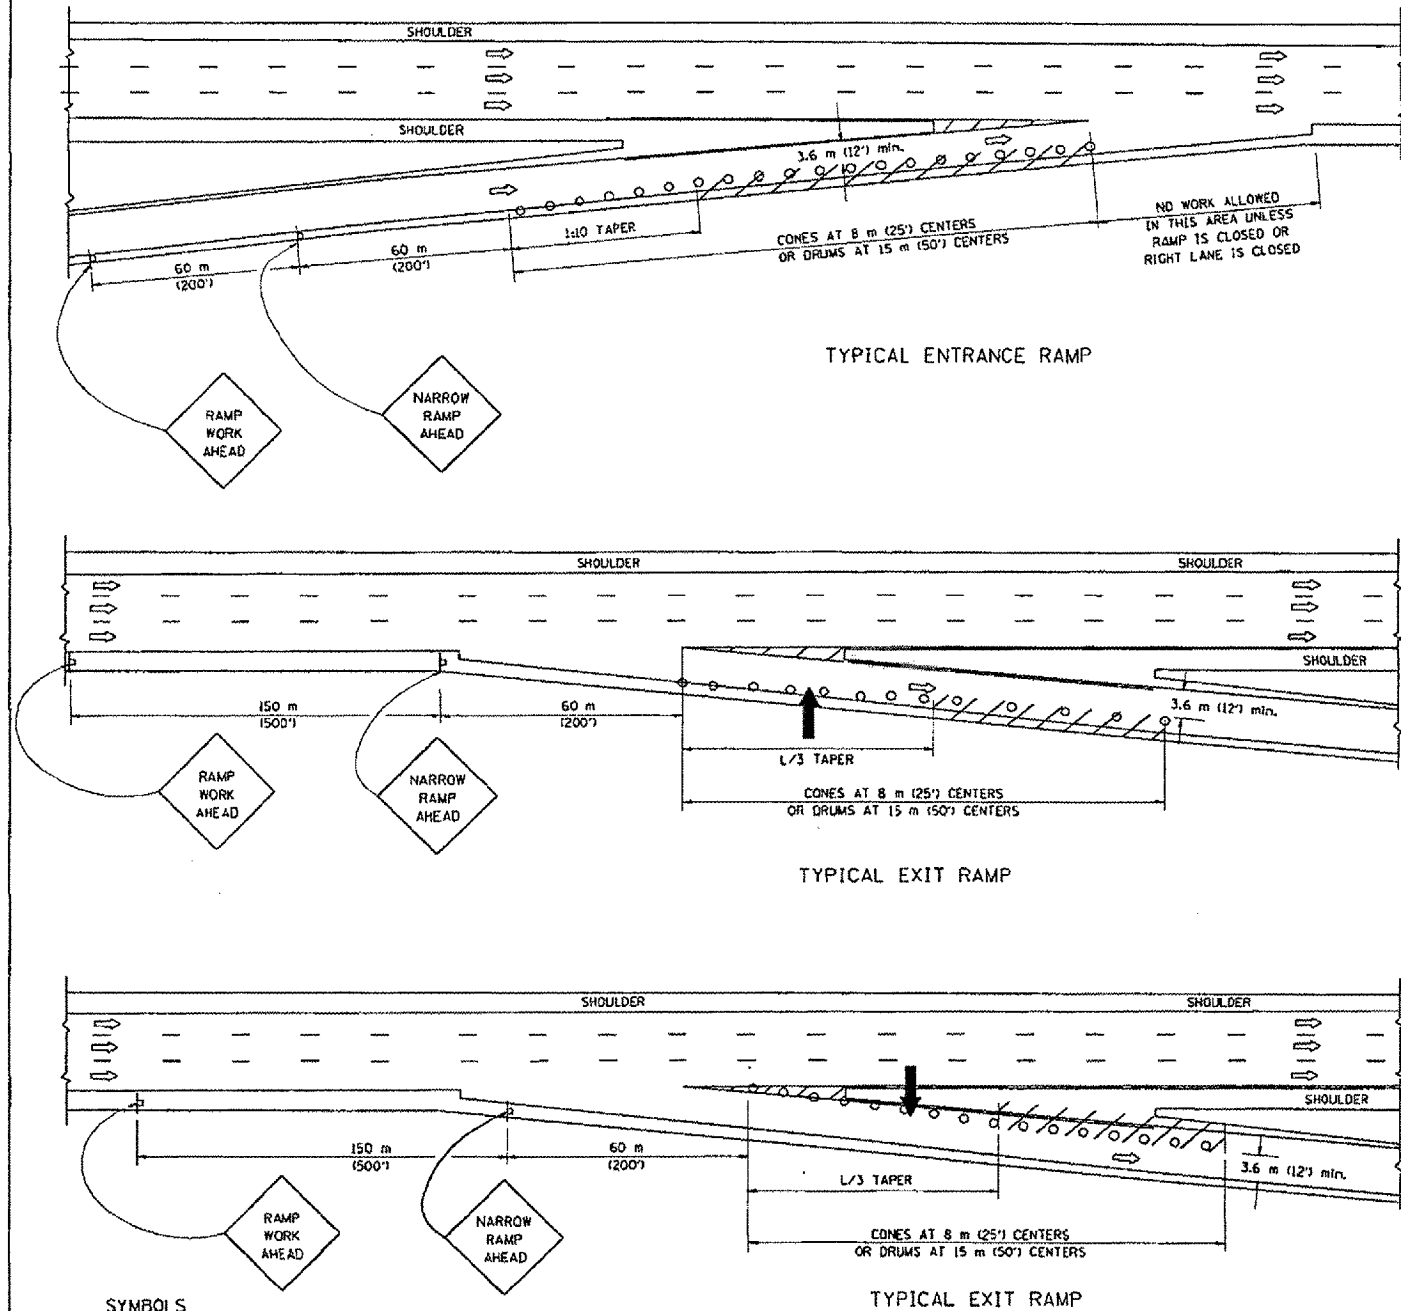 SHOULDER
SHOULDER
3.6 m (12') min.
1:10 TAPER
60 m
(200')
60 m
(200')
CONES AT 8 m (25') CENTERS
OR DRUMS AT 15 m (50') CENTERS
NO WORK ALLOWED
IN THIS AREA UNLESS
RAMP IS CLOSED OR
RIGHT LANE IS CLOSED
TYPICAL ENTRANCE RAMP
RAMP
WORK
AHEAD
NARROW
RAMP
AHEAD
SHOULDER
SHOULDER
SHOULDER
150 m
(500')
60 m
(200')
3.6 m (12') min.
L/3 TAPER
RAMP
WORK
AHEAD
NARROW
RAMP
AHEAD
CONES AT 8 m (25') CENTERS
OR DRUMS AT 15 m (50') CENTERS
TYPICAL EXIT RAMP
SHOULDER
SHOULDER
SHOULDER
150 m
(500')
60 m
(200')
L/3 TAPER
3.6 m (12') min.
RAMP
WORK
AHEAD
NARROW
RAMP
AHEAD
CONES AT 8 m (25') CENTERS
OR DRUMS AT 15 m (50') CENTERS
SYMBOLS
TYPICAL EXIT RAMP